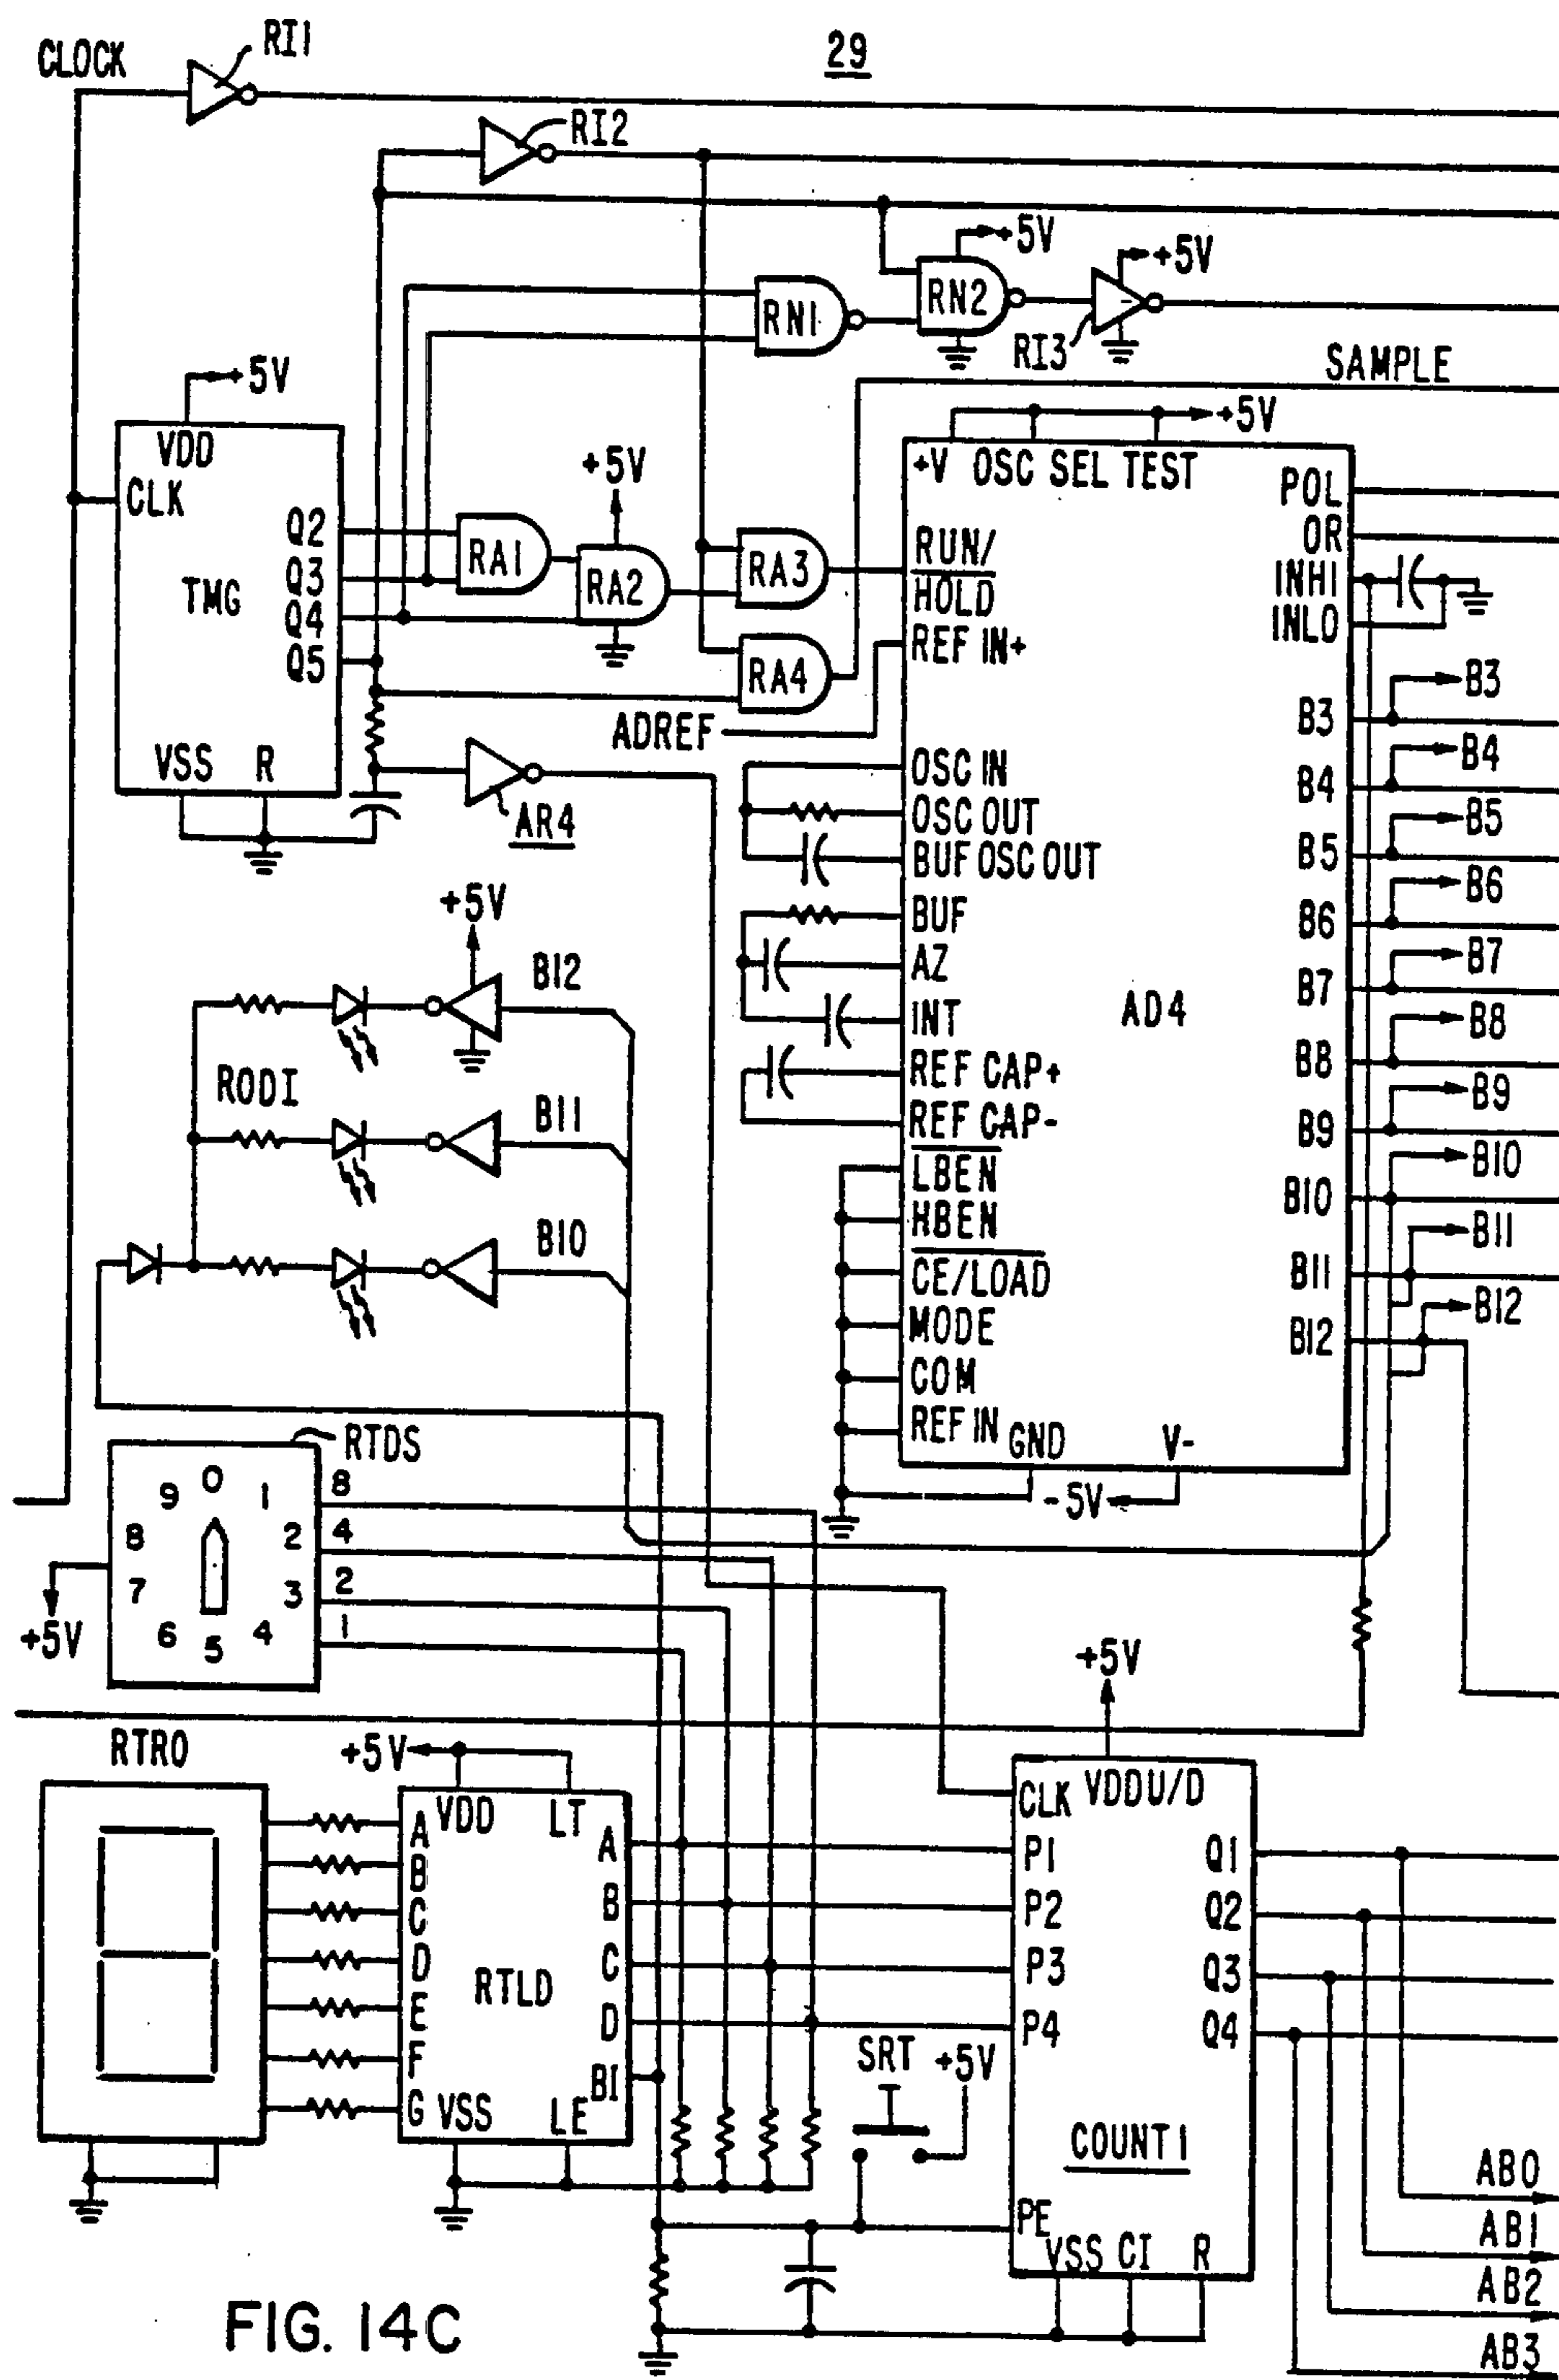 CLOCK
RI1
29
RI2
+5V
RN1
RN2
+5V
RI3
SAMPLE
+5V
VDD
CLK
Q2
Q3
TMG
Q4
Q5
VSS R
RA1
+5V
RA2
RA3
RA4
ADREF
AR4
+5V
+V OSC SEL TEST
POL
OR
RUN/
HOLD
INHI
INLO
REF IN+
OSC IN
OSC OUT
BUF OSC OUT
BUF
AZ
INT
REF CAP+
REF CAP-
LBEN
HBEN
CE/LOAD
MODE
COM
REF IN
GND
V-
-5V
AD4
B3
B3
B4
B4
B5
B5
B6
B6
B7
B7
B8
B8
B9
B9
B10
B10
B11
B11
B12
B12
+5V
B12
RODI
B11
B10
RTDS
0
9 1
8 2
7 3
6 4
5
8
4
2
1
+5V
RTRO
+5V
VDD LT
A
B
C
D
E
F
G
RTLD
A
B
C
D
BI
VSS LE
SRT +5V
+5V
CLK VDD U/D
P1
P2
P3
P4
Q1
Q2
Q3
Q4
COUNT1
PE
VSS CI R
AB0
AB1
AB2
AB3
FIG. 14C